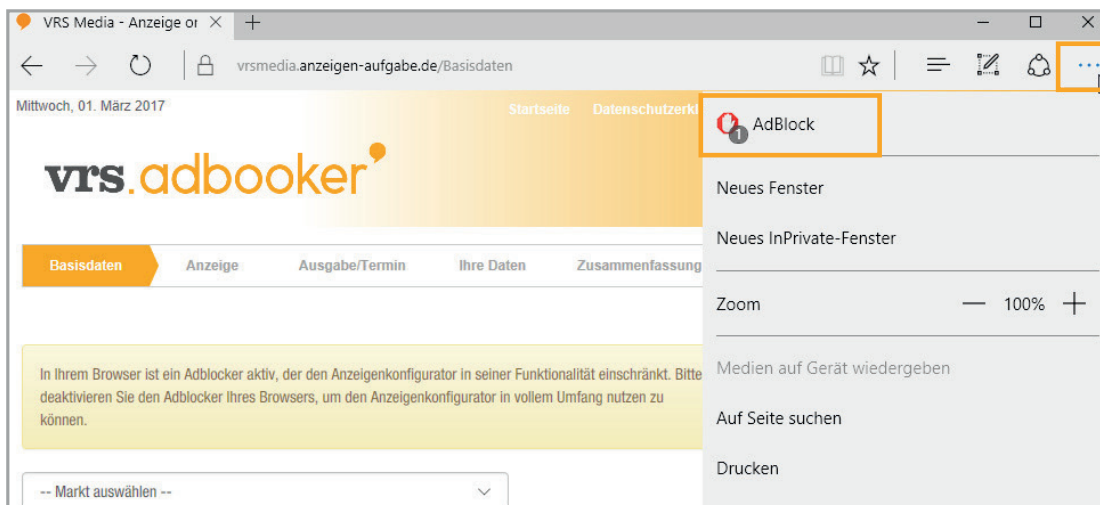 VRS Media - Anzeige or
vrsmedia.anzeigen-aufgabe.de/Basisdaten
Mittwoch, 01. März 2017
Startseite Datenschutzerkl
vrs.adbooker
Basisdaten Anzeige Ausgabe/Termin Ihre Daten Zusammenfassung
In Ihrem Browser ist ein Adblocker aktiv, der den Anzeigenkonfigurator in seiner Funktionalität einschränkt. Bitte
deaktivieren Sie den Adblocker Ihres Browsers, um den Anzeigenkonfigurator in vollem Umfang nutzen zu
können.
-- Markt auswählen --
1 AdBlock
Neues Fenster
Neues InPrivate-Fenster
Zoom 100%
Medien auf Gerät wiedergeben
Auf Seite suchen
Drucken